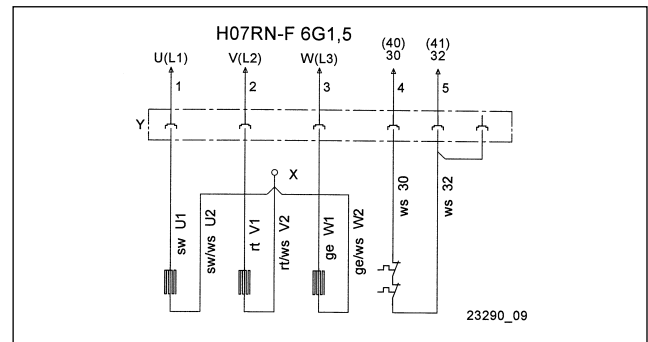 H07RN-F 6G1,5
U(L1) V(L2) W(L3) (40) (41)
30 32
1 2 3 4 5
Y
X
sw U1
sw/ws U2
rt V1
rt/ws V2
ge W1
ge/ws W2
ws 30
ws 32
23290_09